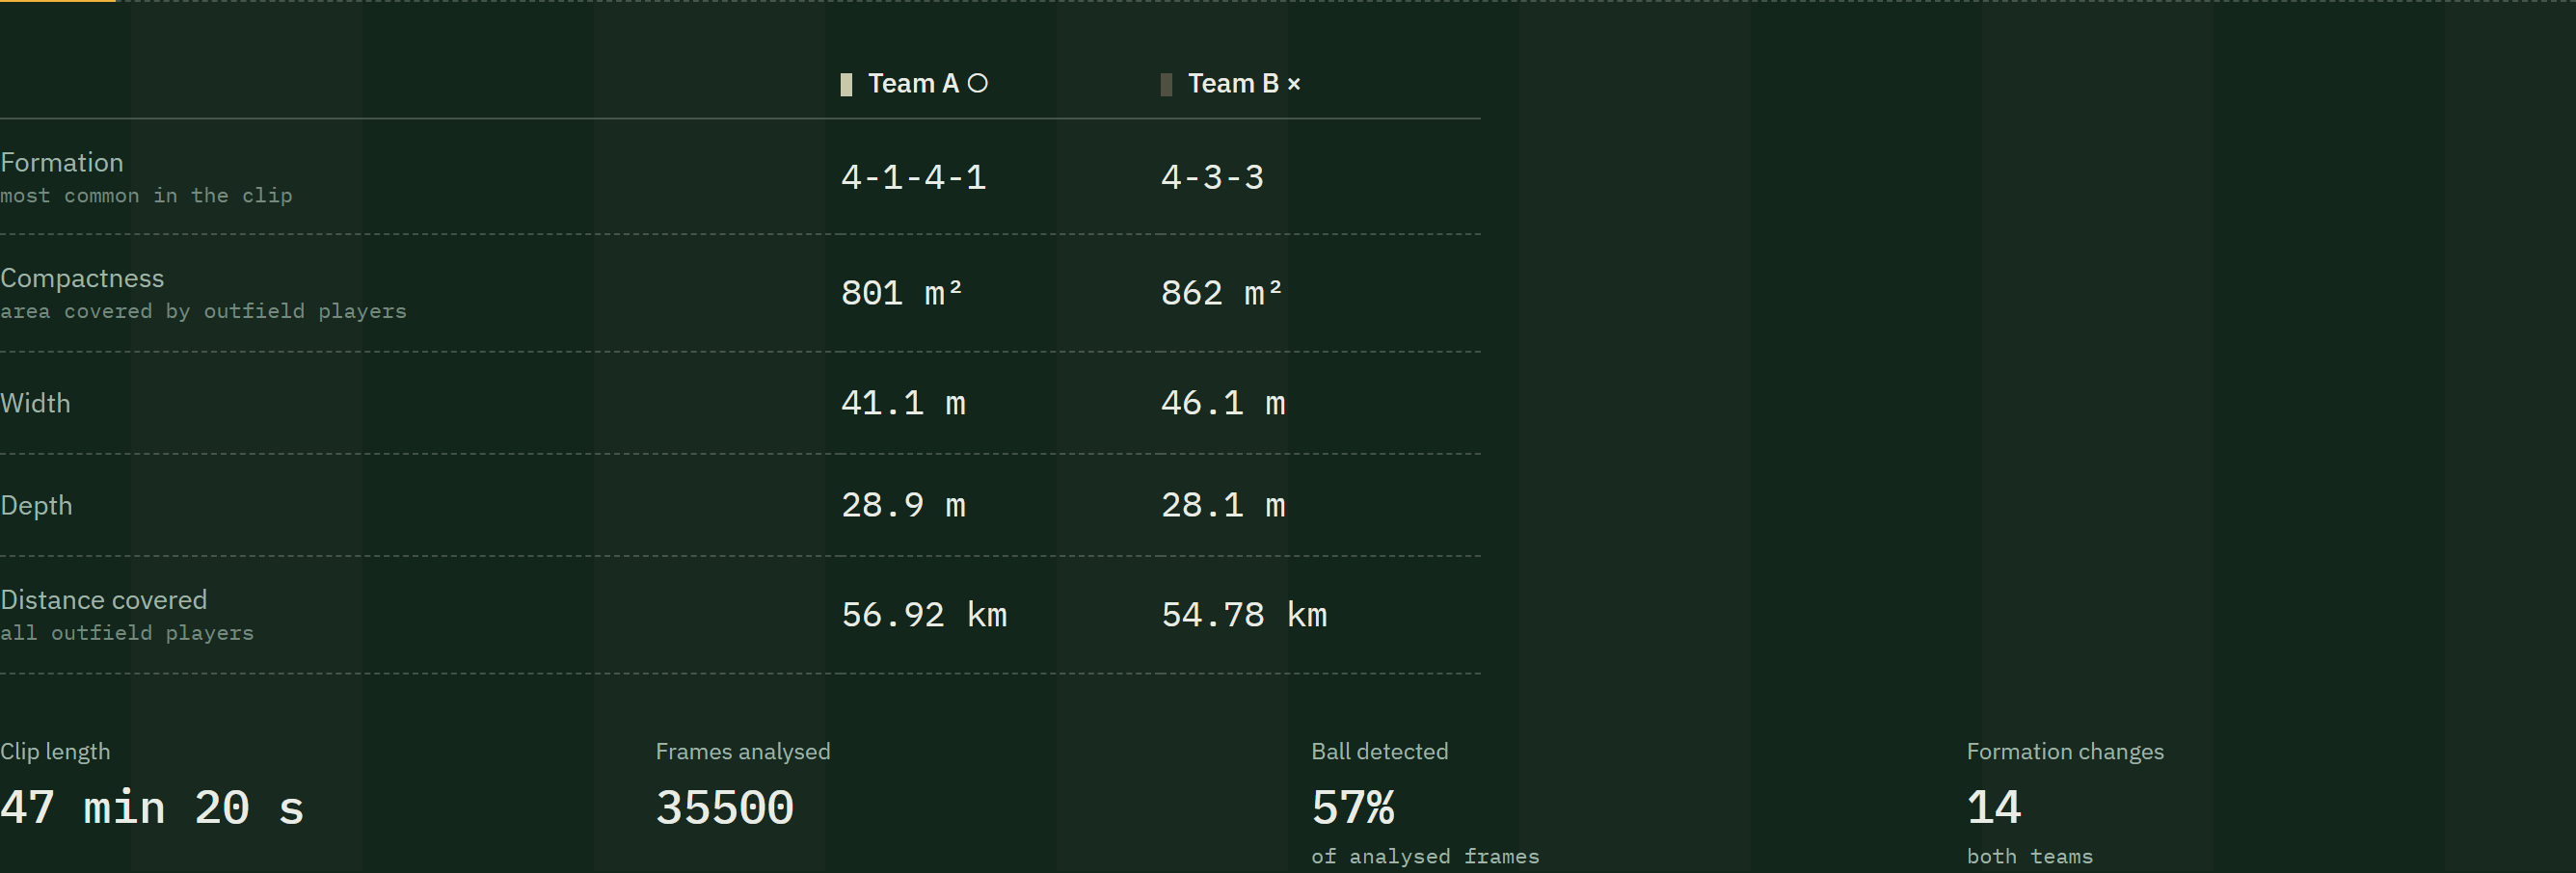 Team A ○ Team B ×
Formation 4-1-4-1 4-3-3
most common in the clip
Compactness 801 m² 862 m²
area covered by outfield players
Width 41.1 m 46.1 m
Depth 28.9 m 28.1 m
Distance covered 56.92 km 54.78 km
all outfield players
Clip length Frames analysed Ball detected Formation changes
47 min 20 s 35500 57% 14
of analysed frames both teams